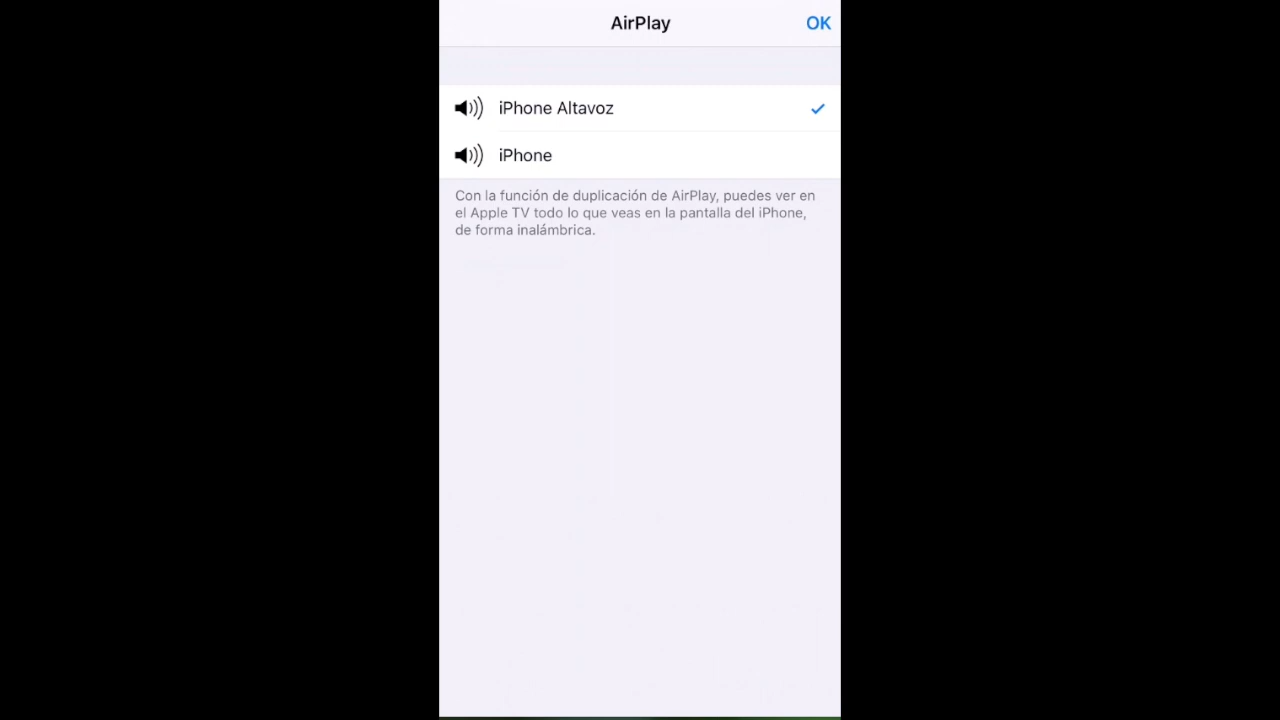 AirPlay OK
iPhone Altavoz
iPhone
Con la función de duplicación de AirPlay, puedes ver en
el Apple TV todo lo que veas en la pantalla del iPhone,
de forma inalámbrica.